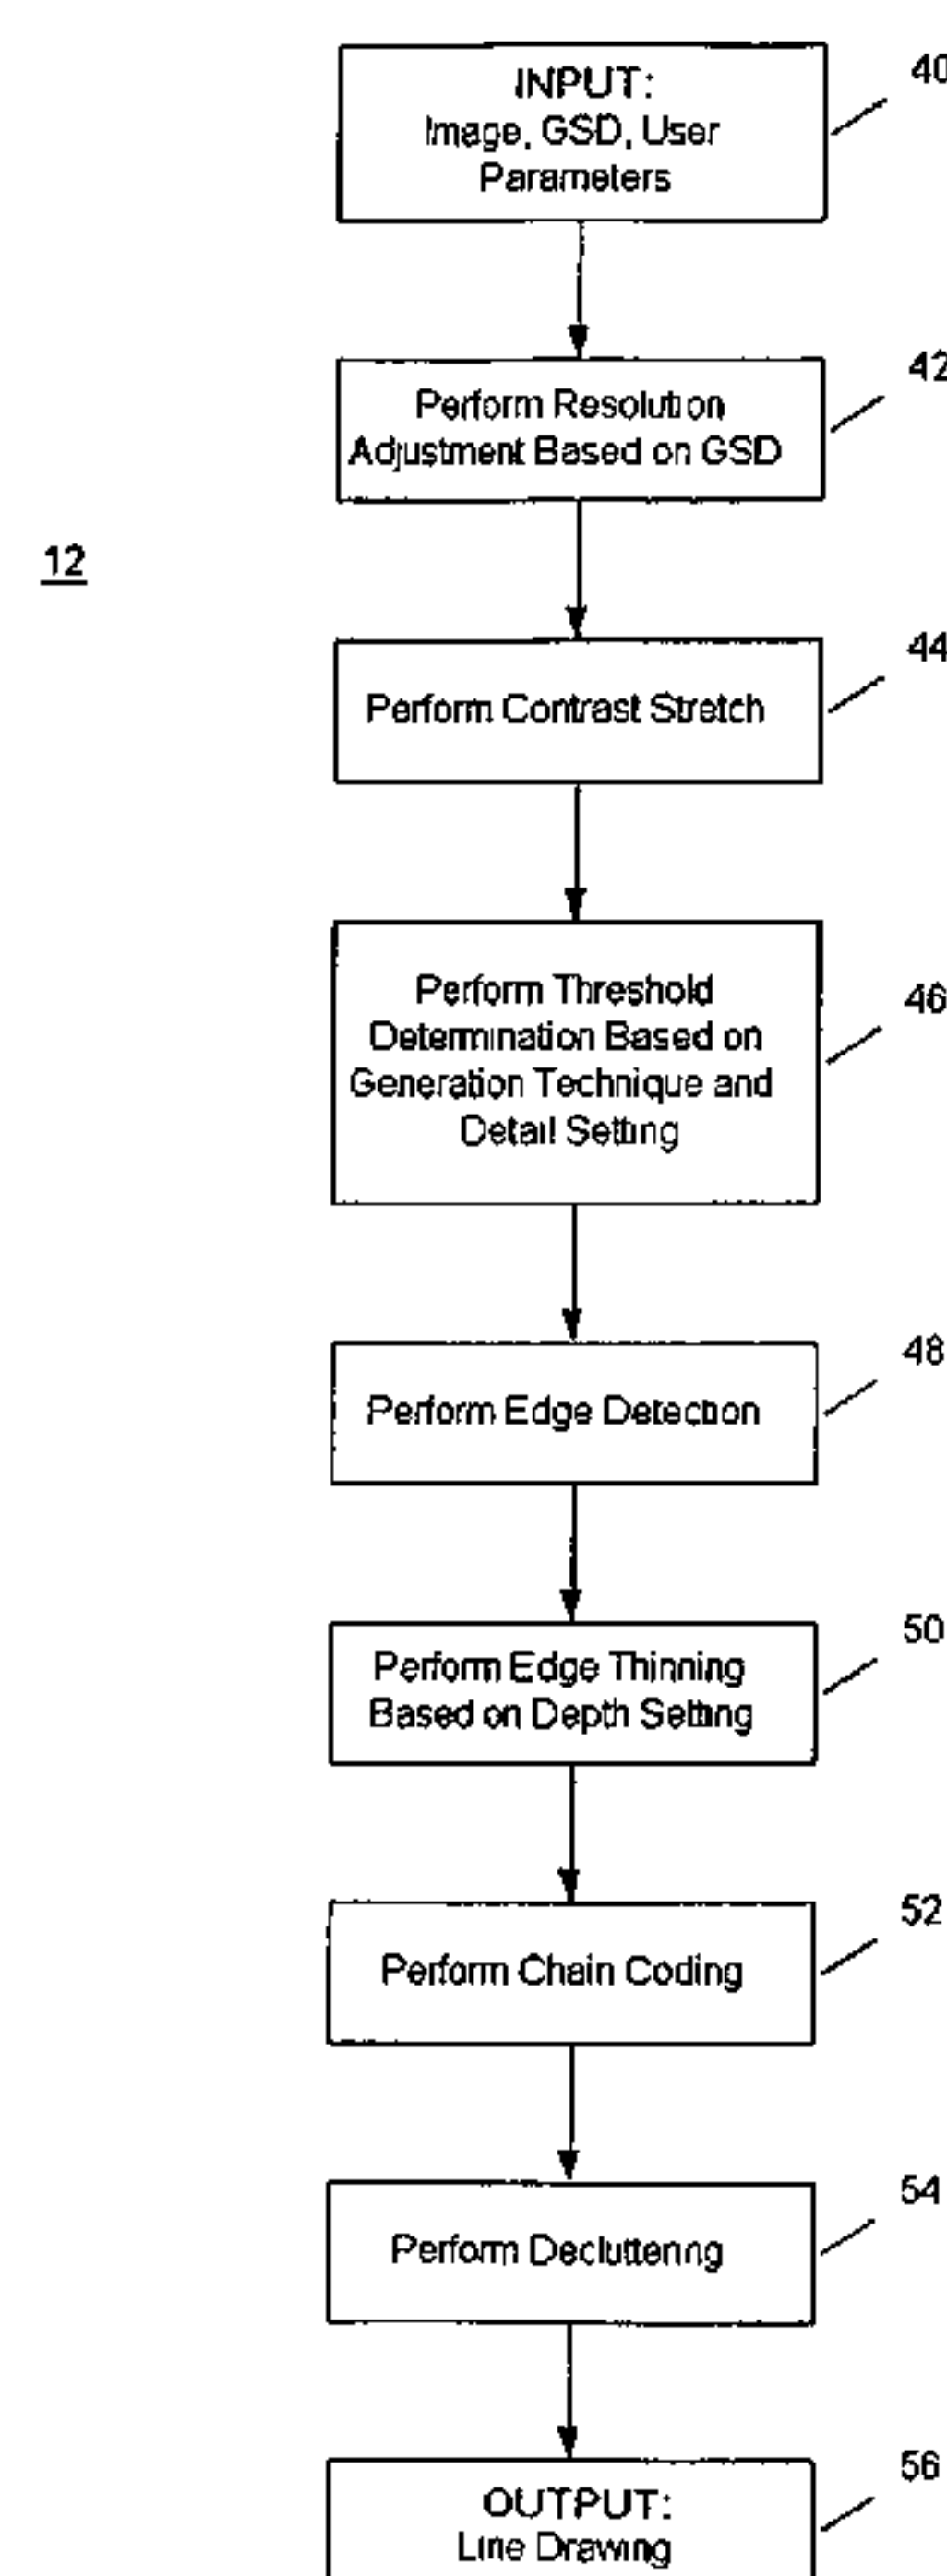 INPUT:
Image, GSD, User
Parameters
40
Perform Resolution
Adjustment Based on GSD
42
12
Perform Contrast Stretch
44
Perform Threshold
Determination Based on
Generation Technique and
Detail Setting
46
Perform Edge Detection
48
Perform Edge Thinning
Based on Depth Setting
50
Perform Chain Coding
52
Perform Decluttering
54
OUTPUT:
Line Drawing
56